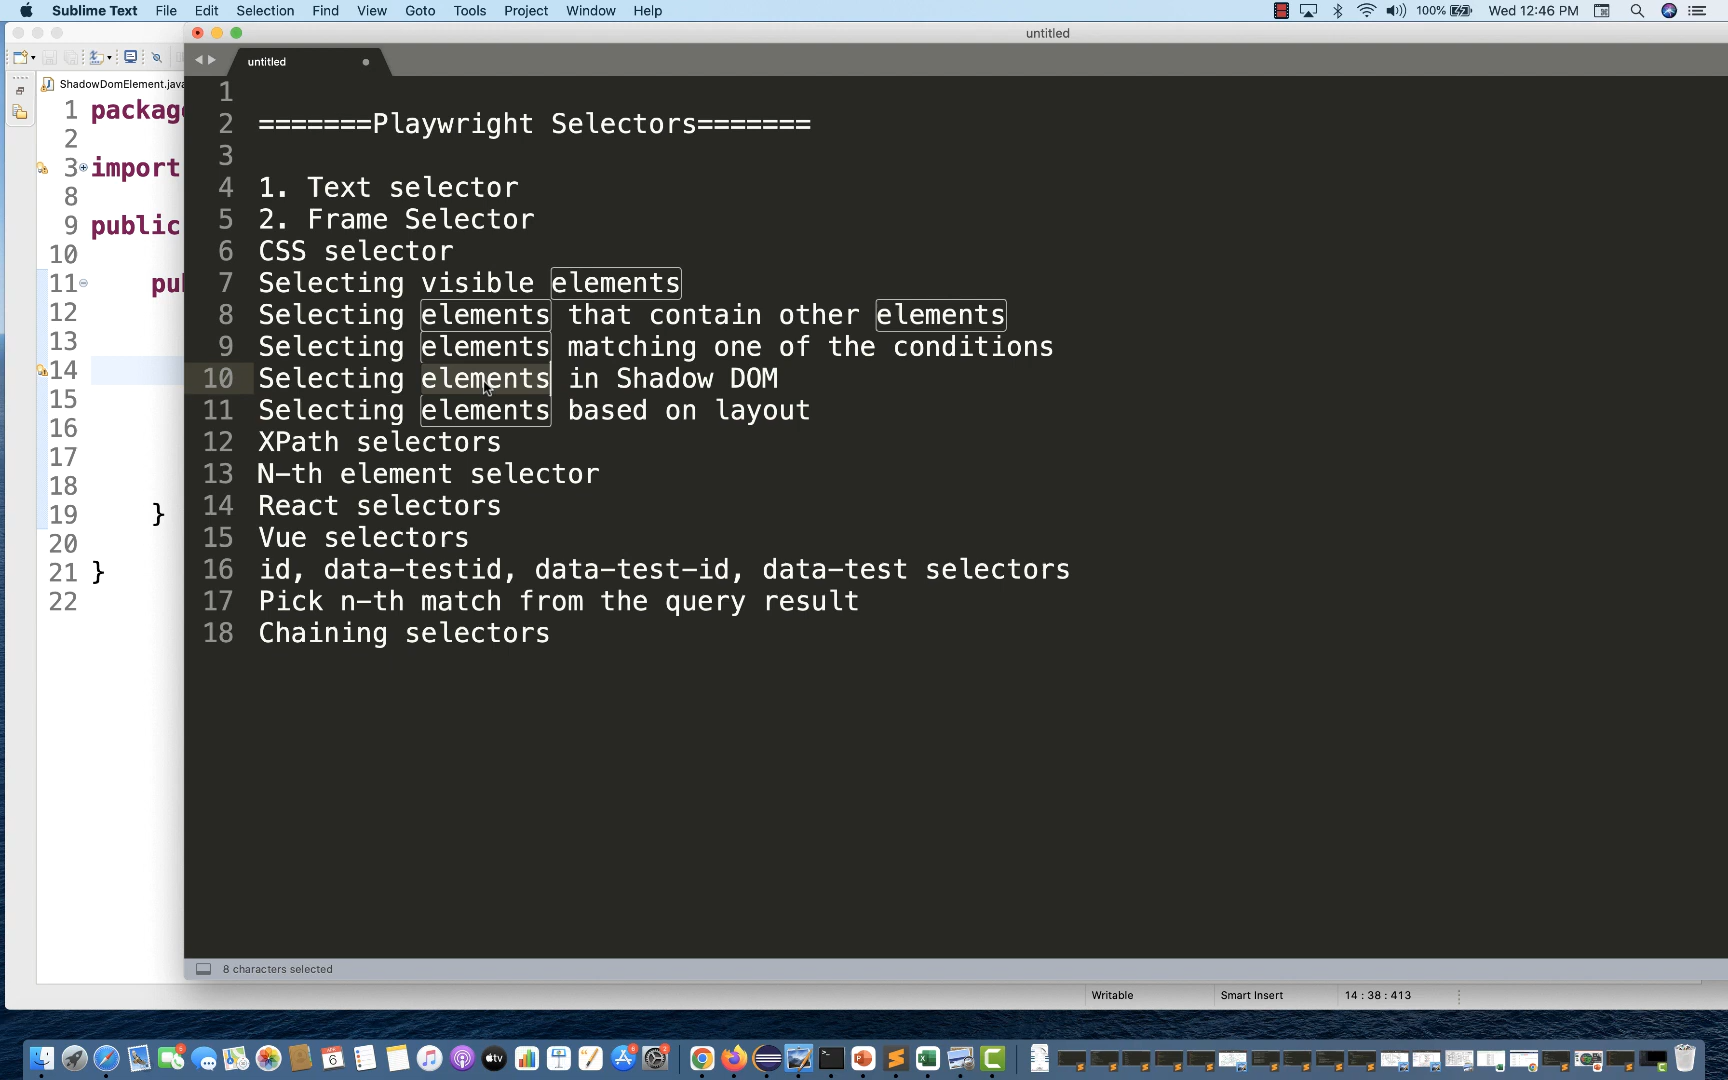 Sublime Text File Edit Selection Find View Goto Tools Project Window Help 100% Wed 12:46 PM
untitled
untitled
ShadowDomElement.java
1 package
2
3 import
8
9 public
10
11 pul
12
13
14
15
16
17
18
19 }
20
21 }
22
1
2 =======Playwright Selectors=======
3
4 1. Text selector
5 2. Frame Selector
6 CSS selector
7 Selecting visible elements
8 Selecting elements that contain other elements
9 Selecting elements matching one of the conditions
10 Selecting elements in Shadow DOM
11 Selecting elements based on layout
12 XPath selectors
13 N-th element selector
14 React selectors
15 Vue selectors
16 id, data-testid, data-test-id, data-test selectors
17 Pick n-th match from the query result
18 Chaining selectors
8 characters selected
Writable Smart Insert 14 : 38 : 413